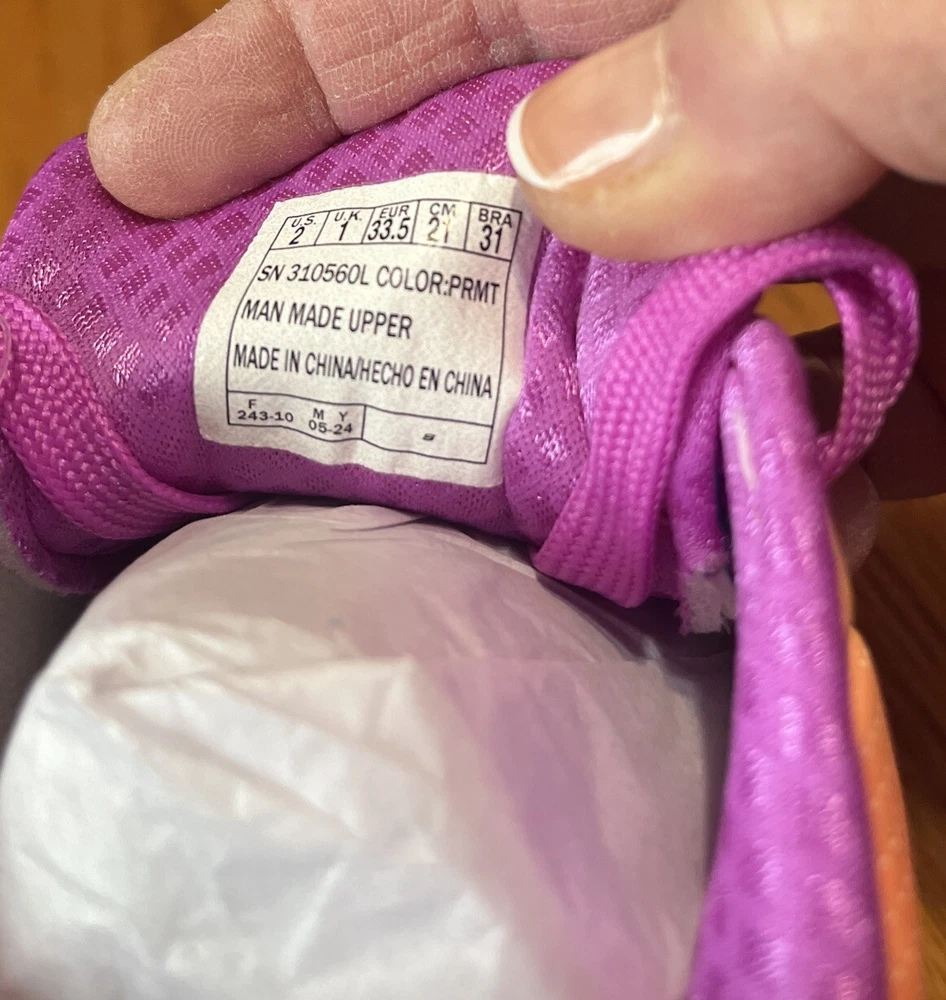 U.S. U.K. EUR CM BRA
2 1 33.5 21 31
SN 310560L COLOR:PRMT
MAN MADE UPPER
MADE IN CHINA/HECHO EN CHINA
F M Y
243-10 05-24